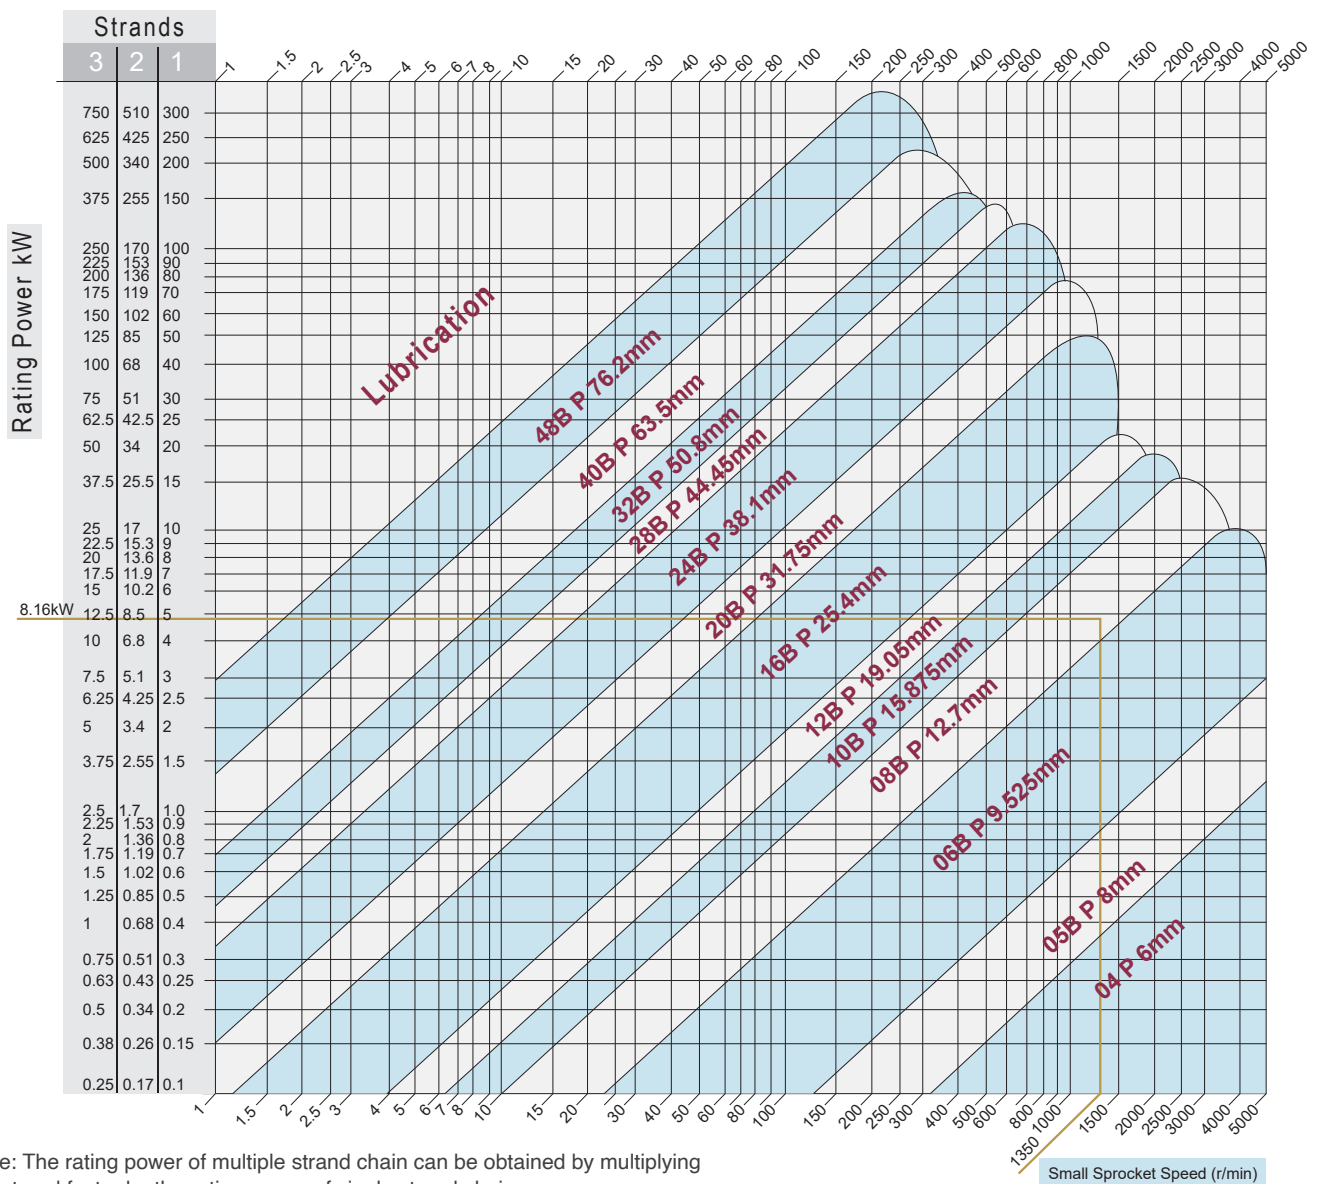 Strands
3 2 1
1 1.5 2 2.5 3 4 5 6 7 8 10 15 20 30 40 50 60 80 100 150 200 250 300 400 500 600 800 1000 1500 2000 2500 3000 4000 5000
Rating Power kW
750 510 300
625 425 250
500 340 200
375 255 150
250 170 100
225 153 90
200 136 80
175 119 70
150 102 60
125 85 50
100 68 40
75 51 30
62.5 42.5 25
50 34 20
37.5 25.5 15
25 17 10
22.5 15.3 9
20 13.6 8
17.5 11.9 7
15 10.2 6
8.16kW
12.5 8.5 5
10 6.8 4
7.5 5.1 3
6.25 4.25 2.5
5 3.4 2
3.75 2.55 1.5
2.5 1.7 1.0
2.25 1.53 0.9
2 1.36 0.8
1.75 1.19 0.7
1.5 1.02 0.6
1.25 0.85 0.5
1 0.68 0.4
0.75 0.51 0.3
0.63 0.43 0.25
0.5 0.34 0.2
0.38 0.26 0.15
0.25 0.17 0.1
Lubrication
48B P 76.2mm
40B P 63.5mm
32B P 50.8mm
28B P 44.45mm
24B P 38.1mm
20B P 31.75mm
16B P 25.4mm
12B P 19.05mm
10B P 15.875mm
08B P 12.7mm
06B P 9.525mm
05B P 8mm
04 P 6mm
1 1.5 2 2.5 3 4 5 6 7 8 10 15 20 30 40 50 60 80 100 150 200 250 300 400 500 600 800 1000 1500 2000 2500 3000 4000 5000
1350
Small Sprocket Speed (r/min)
e: The rating power of multiple strand chain can be obtained by multiplying